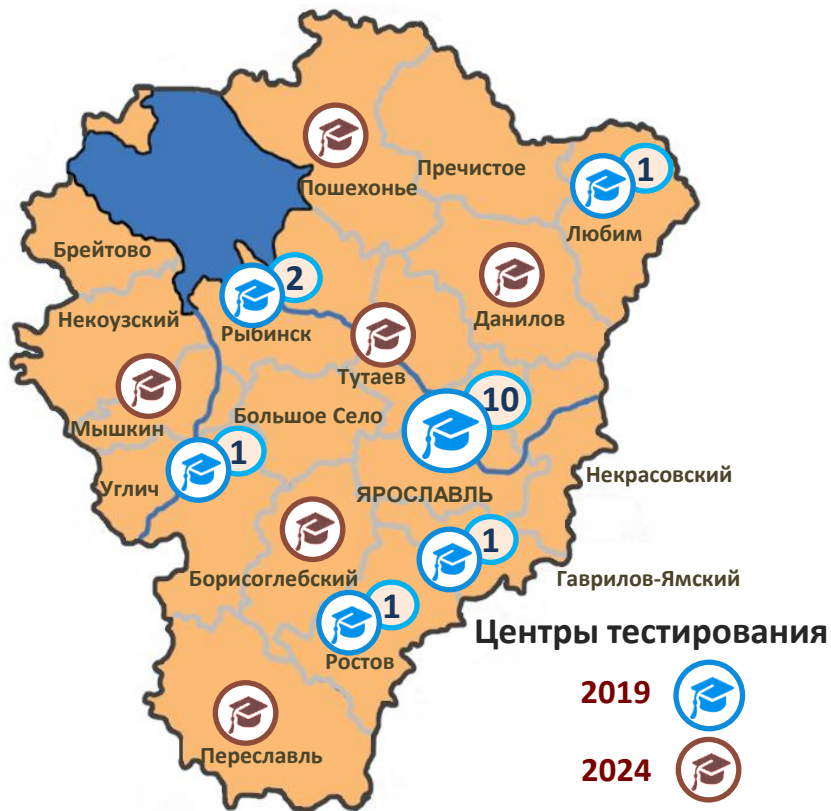 Пречистое
1
Пошехонье
Любим
Брейтово
2
Некоузский
Рыбинск
Данилов
Тутаев
10
Мышкин
Большое Село
1
Углич
ЯРОСЛАВЛЬ
Некрасовский
1
Борисоглебский
Гаврилов-Ямский
1
Ростов
Центры тестирования
2019
Переславль
2024